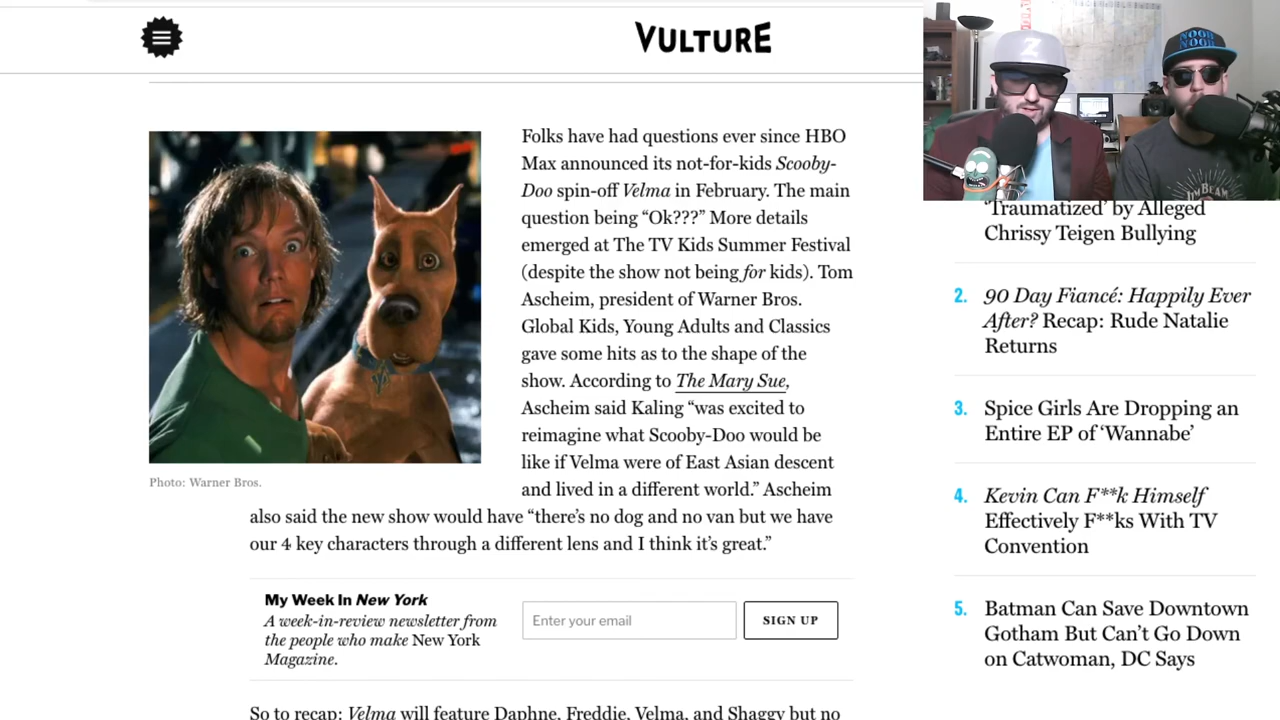 VULTURE
Folks have had questions ever since HBO
Max announced its not-for-kids Scooby-
Doo spin-off Velma in February. The main
question being “Ok???” More details
emerged at The TV Kids Summer Festival
(despite the show not being for kids). Tom
Ascheim, president of Warner Bros.
Global Kids, Young Adults and Classics
gave some hits as to the shape of the
show. According to The Mary Sue,
Ascheim said Kaling “was excited to
reimagine what Scooby-Doo would be
like if Velma were of East Asian descent
and lived in a different world.” Ascheim
also said the new show would have “there’s no dog and no van but we have
our 4 key characters through a different lens and I think it’s great.”
Photo: Warner Bros.
My Week In New York
A week-in-review newsletter from
the people who make New York
Magazine.
Enter your email
SIGN UP
So to recap: Velma will feature Daphne, Freddie, Velma, and Shaggy but no
Z
NOOB
NOOB
JIM BEAM
‘Traumatized’ by Alleged
Chrissy Teigen Bullying
2. 90 Day Fiancé: Happily Ever
After? Recap: Rude Natalie
Returns
3. Spice Girls Are Dropping an
Entire EP of ‘Wannabe’
4. Kevin Can F**k Himself
Effectively F**ks With TV
Convention
5. Batman Can Save Downtown
Gotham But Can’t Go Down
on Catwoman, DC Says